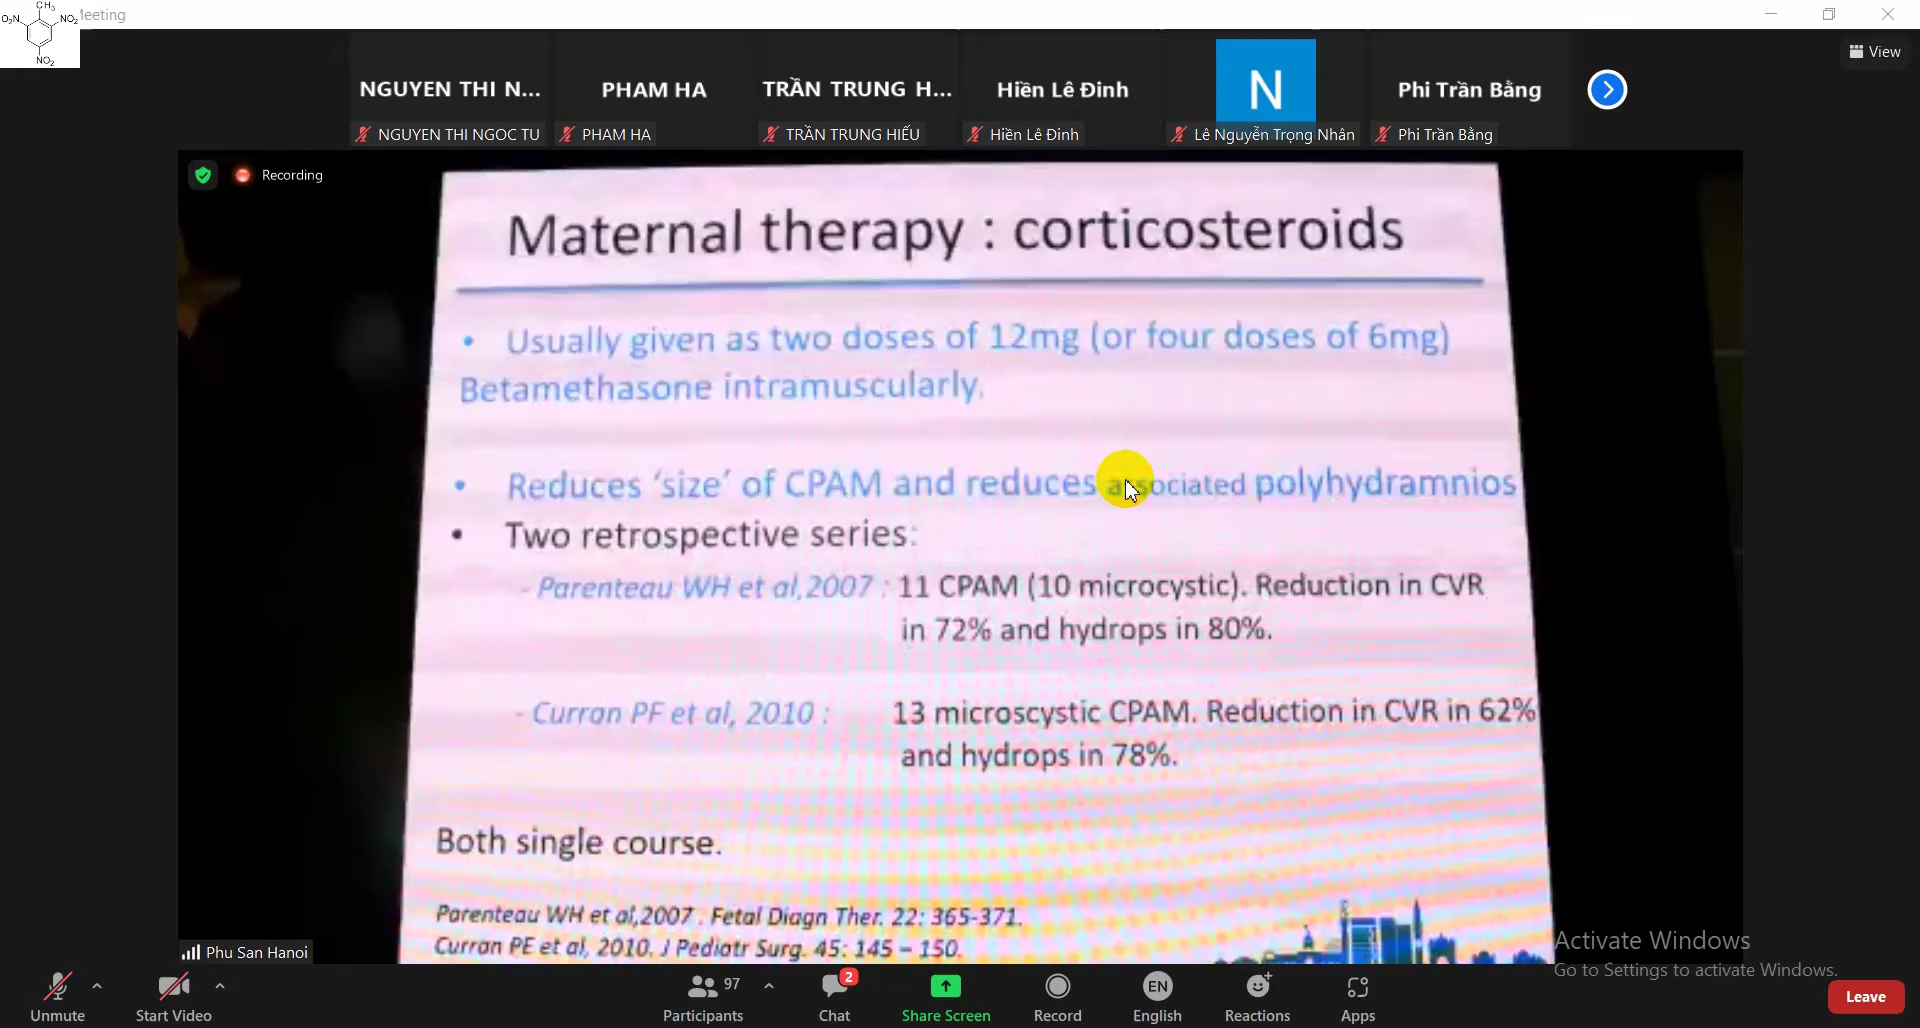 CH₃
O₂N
NO₂
NO₂
Meeting
View
NGUYEN THI N...
PHAM HA
TRẦN TRUNG H...
Hiền Lê Đinh
N
Phi Trần Bằng
NGUYEN THI NGOC TU
PHAM HA
TRẦN TRUNG HIẾU
Hiền Lê Đinh
Lê Nguyễn Trọng Nhân
Phi Trần Bằng
Recording
Maternal therapy : corticosteroids
• Usually given as two doses of 12mg (or four doses of 6mg)
Betamethasone intramuscularly.
• Reduces ‘size’ of CPAM and reduces associated polyhydramnios
• Two retrospective series:
- Parenteau WH et al,2007 : 11 CPAM (10 microcystic). Reduction in CVR
in 72% and hydrops in 80%.
- Curran PF et al, 2010 : 13 microscystic CPAM. Reduction in CVR in 62%
and hydrops in 78%.
Both single course.
Parenteau WH et al,2007 . Fetal Diagn Ther. 22: 365-371.
Curran PE et al, 2010. J Pediatr Surg. 45: 145 – 150.
Phu San Hanoi
Activate Windows
Go to Settings to activate Windows.
Unmute
Start Video
97
Participants
2
Chat
Share Screen
Record
EN
English
Reactions
Apps
Leave